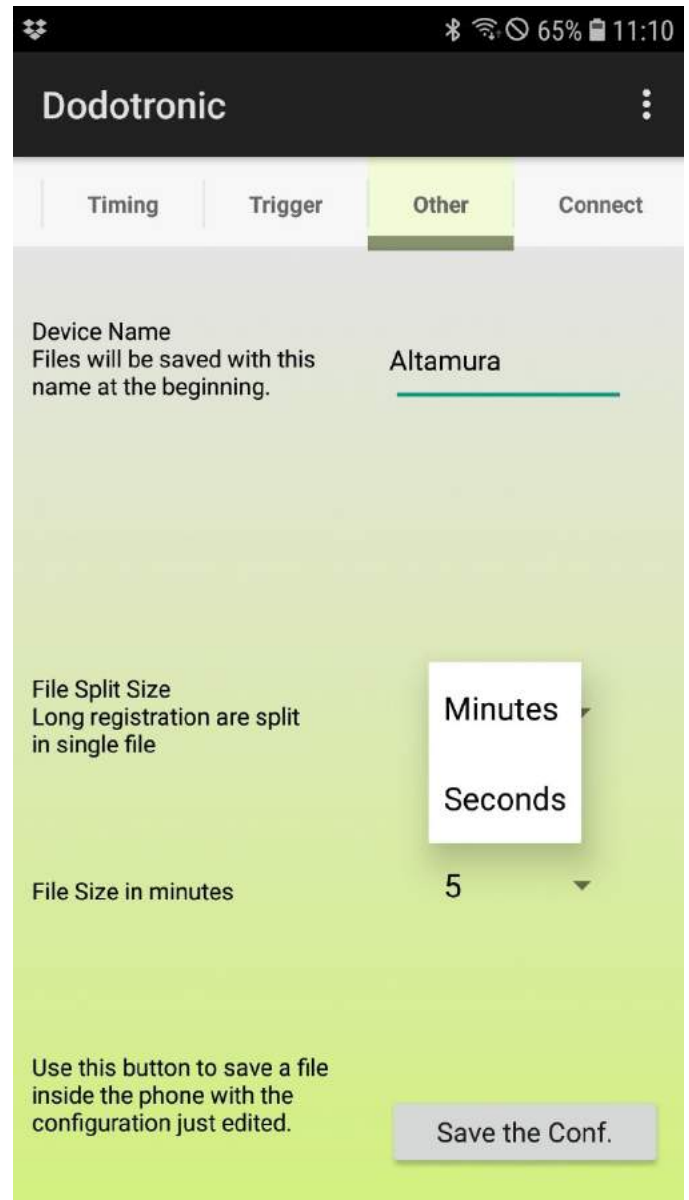 65% 11:10
Dodotronic
Timing Trigger Other Connect
Device Name
Files will be saved with this
name at the beginning.
Altamura
File Split Size
Long registration are split
in single file
Minutes
Seconds
File Size in minutes
5
Use this button to save a file
inside the phone with the
configuration just edited.
Save the Conf.